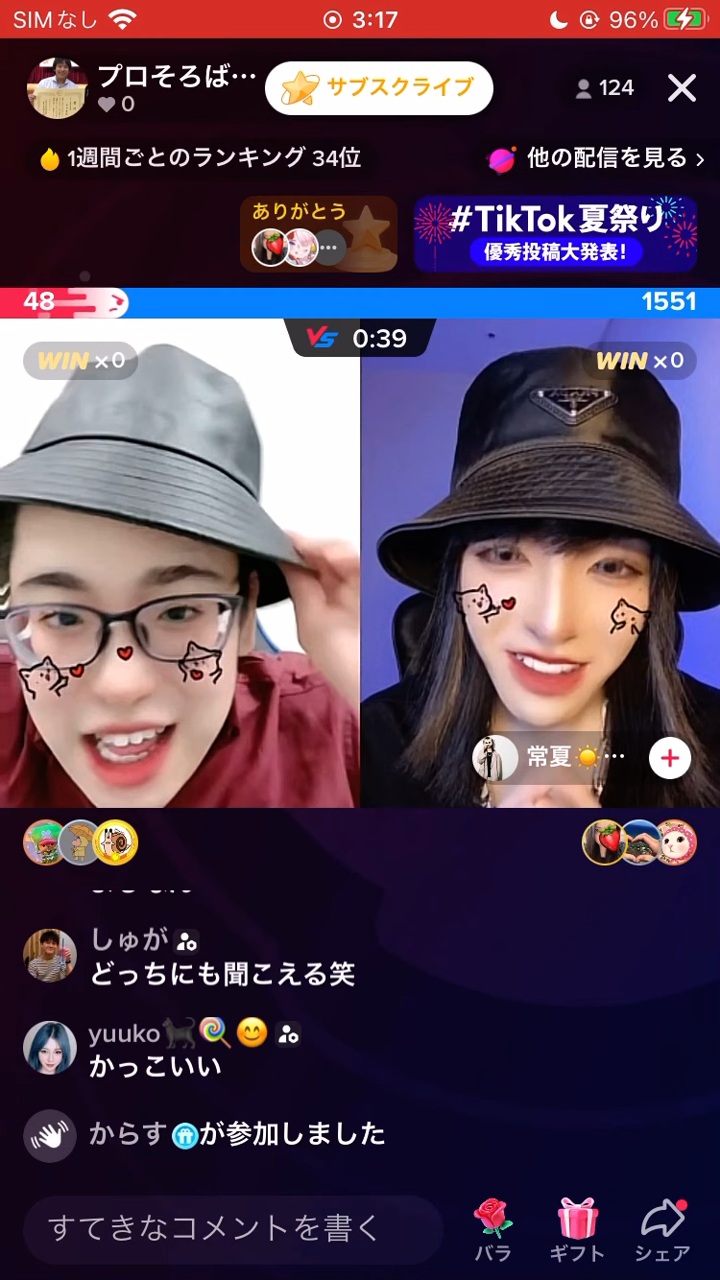 SIMなし 3:17 96%
プロそろば… サブスクライブ 124
0
1週間ごとのランキング 34位 他の配信を見る
ありがとう
#TikTok夏祭り
優秀投稿大発表!
48 1551
WIN ×0 VS 0:39 WIN ×0
常夏☀️…
しゅが
どっちにも聞こえる笑
yuuko🐈‍⬛🍭😊
かっこいい
からすが参加しました
すてきなコメントを書く
バラ ギフト シェア